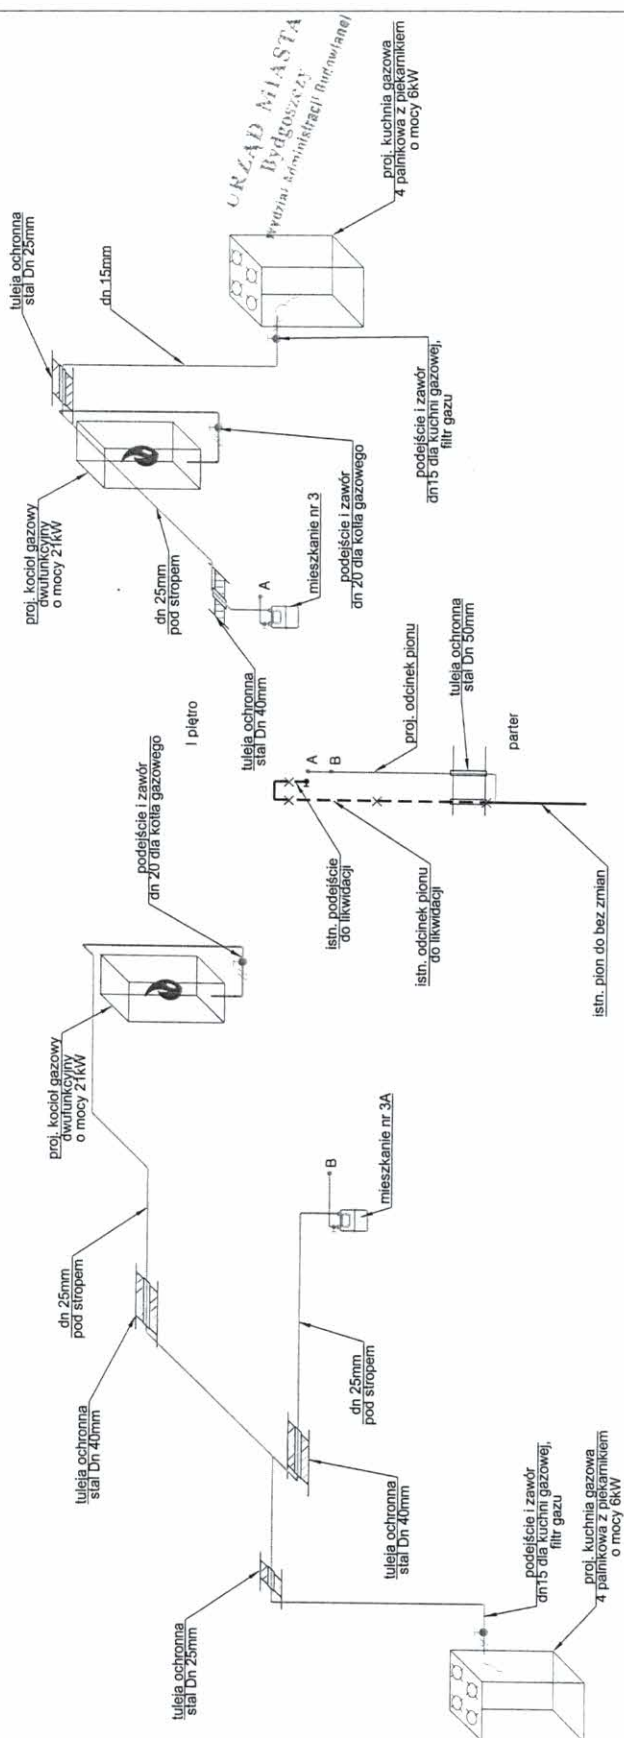 tuleja ochronna
stal Dn 25mm
tuleja ochronna
stal Dn 40mm
dn 25mm
pod stropem
proj. kocioł gazowy
dwufunkcyjny
o mocy 21kW
podejście i zawór
dn 20 dla kotła gazowego
dn 25mm
pod stropem
B
mieszkanie nr 3A
tuleja ochronna
stal Dn 40mm
podejście i zawór
dn15 dla kuchni gazowej,
filtr gazu
proj. kuchnia gazowa
4 palnikowa z piekarnikiem
o mocy 6kW
I piętro
istn. podejście
do likwidacji
istn. odcinek pionu
do likwidacji
istn. pion do bez zmian
A
B
proj. odcinek pionu
tuleja ochronna
stal Dn 50mm
parter
proj. kocioł gazowy
dwufunkcyjny
o mocy 21kW
dn 25mm
pod stropem
tuleja ochronna
stal Dn 40mm
A
mieszkanie nr 3
podejście i zawór
dn 20 dla kotła gazowego
tuleja ochronna
stal Dn 25mm
dn 15mm
podejście i zawór
dn15 dla kuchni gazowej,
filtr gazu
proj. kuchnia gazowa
4 palnikowa z piekarnikiem
o mocy 6kW
URZĄD MIASTA
Bydgoszczy
Wydział Administracji Budowlanej